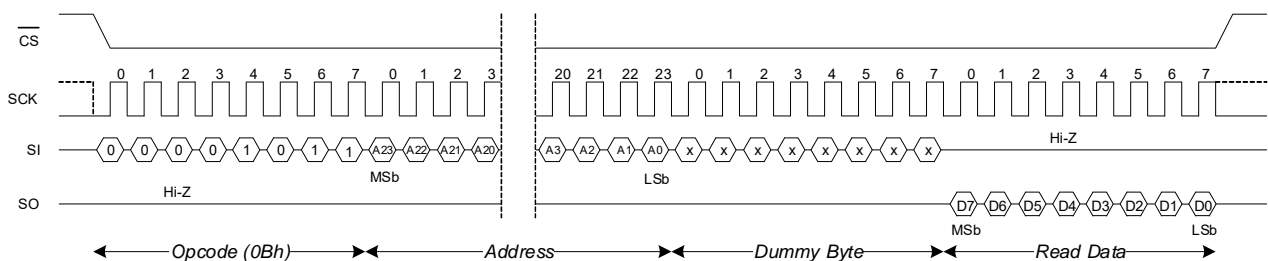 CS
0 1 2 3 4 5 6 7 0 1 2 3 20 21 22 23 0 1 2 3 4 5 6 7 0 1 2 3 4 5 6 7
SCK
SI 0 0 0 0 1 0 1 1 A23 A22 A21 A20 A3 A2 A1 A0 x x x x x x x x Hi-Z
MSb LSb
Hi-Z
SO D7 D6 D5 D4 D3 D2 D1 D0
MSb LSb
Opcode (0Bh) Address Dummy Byte Read Data